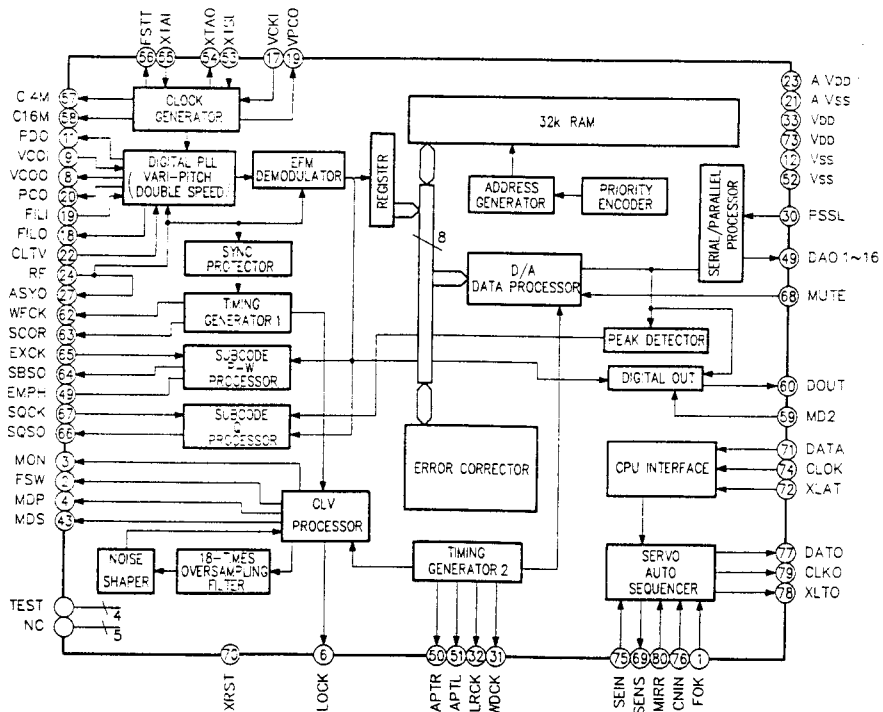 FSTT
XTAI
XTAO
XTSL
VCKI
VPCO
56
55
54
53
17
19
C4M
57
C16M
58
PDO
11
VCOI
9
VCOO
8
PCO
20
FILI
19
FILO
18
CLTV
22
RF
24
ASYO
27
WFCK
62
SCOR
63
EXCK
65
SBSO
64
EMPH
49
SQCK
67
SQSO
66
MON
3
FSW
2
MDP
4
MDS
43
TEST
4
NC
5
CLOCK
GENERATOR
DIGITAL PLL
VARI-PITCH
(DOUBLE SPEED)
EFM
DEMODULATOR
REGISTER
SYNC
PROTECTOR
TIMING
GENERATOR 1
SUBCODE
P-W
PROCESSOR
SUBCODE
Q
PROCESSOR
CLV
PROCESSOR
NOISE
SHAPER
18-TIMES
OVERSAMPLING
FILTER
32k RAM
ADDRESS
GENERATOR
PRIORITY
ENCODER
SERIAL/PARALLEL
PROCESSOR
8
D/A
DATA PROCESSOR
PEAK DETECTOR
DIGITAL OUT
ERROR CORRECTOR
CPU INTERFACE
TIMING
GENERATOR 2
SERVO
AUTO
SEQUENCER
23 A VDD
21 A VSS
33 VDD
73 VDD
12 VSS
52 VSS
30 PSSL
49 DAO 1~16
68 MUTE
60 DOUT
59 MD2
71 DATA
74 CLOK
72 XLAT
77 DATO
79 CLKO
78 XLTO
70
6
50
51
32
31
75
69
80
76
1
XRST
LOCK
APTR
APTL
LRCK
WDCK
SEIN
SENS
MIRR
CNIN
FOK